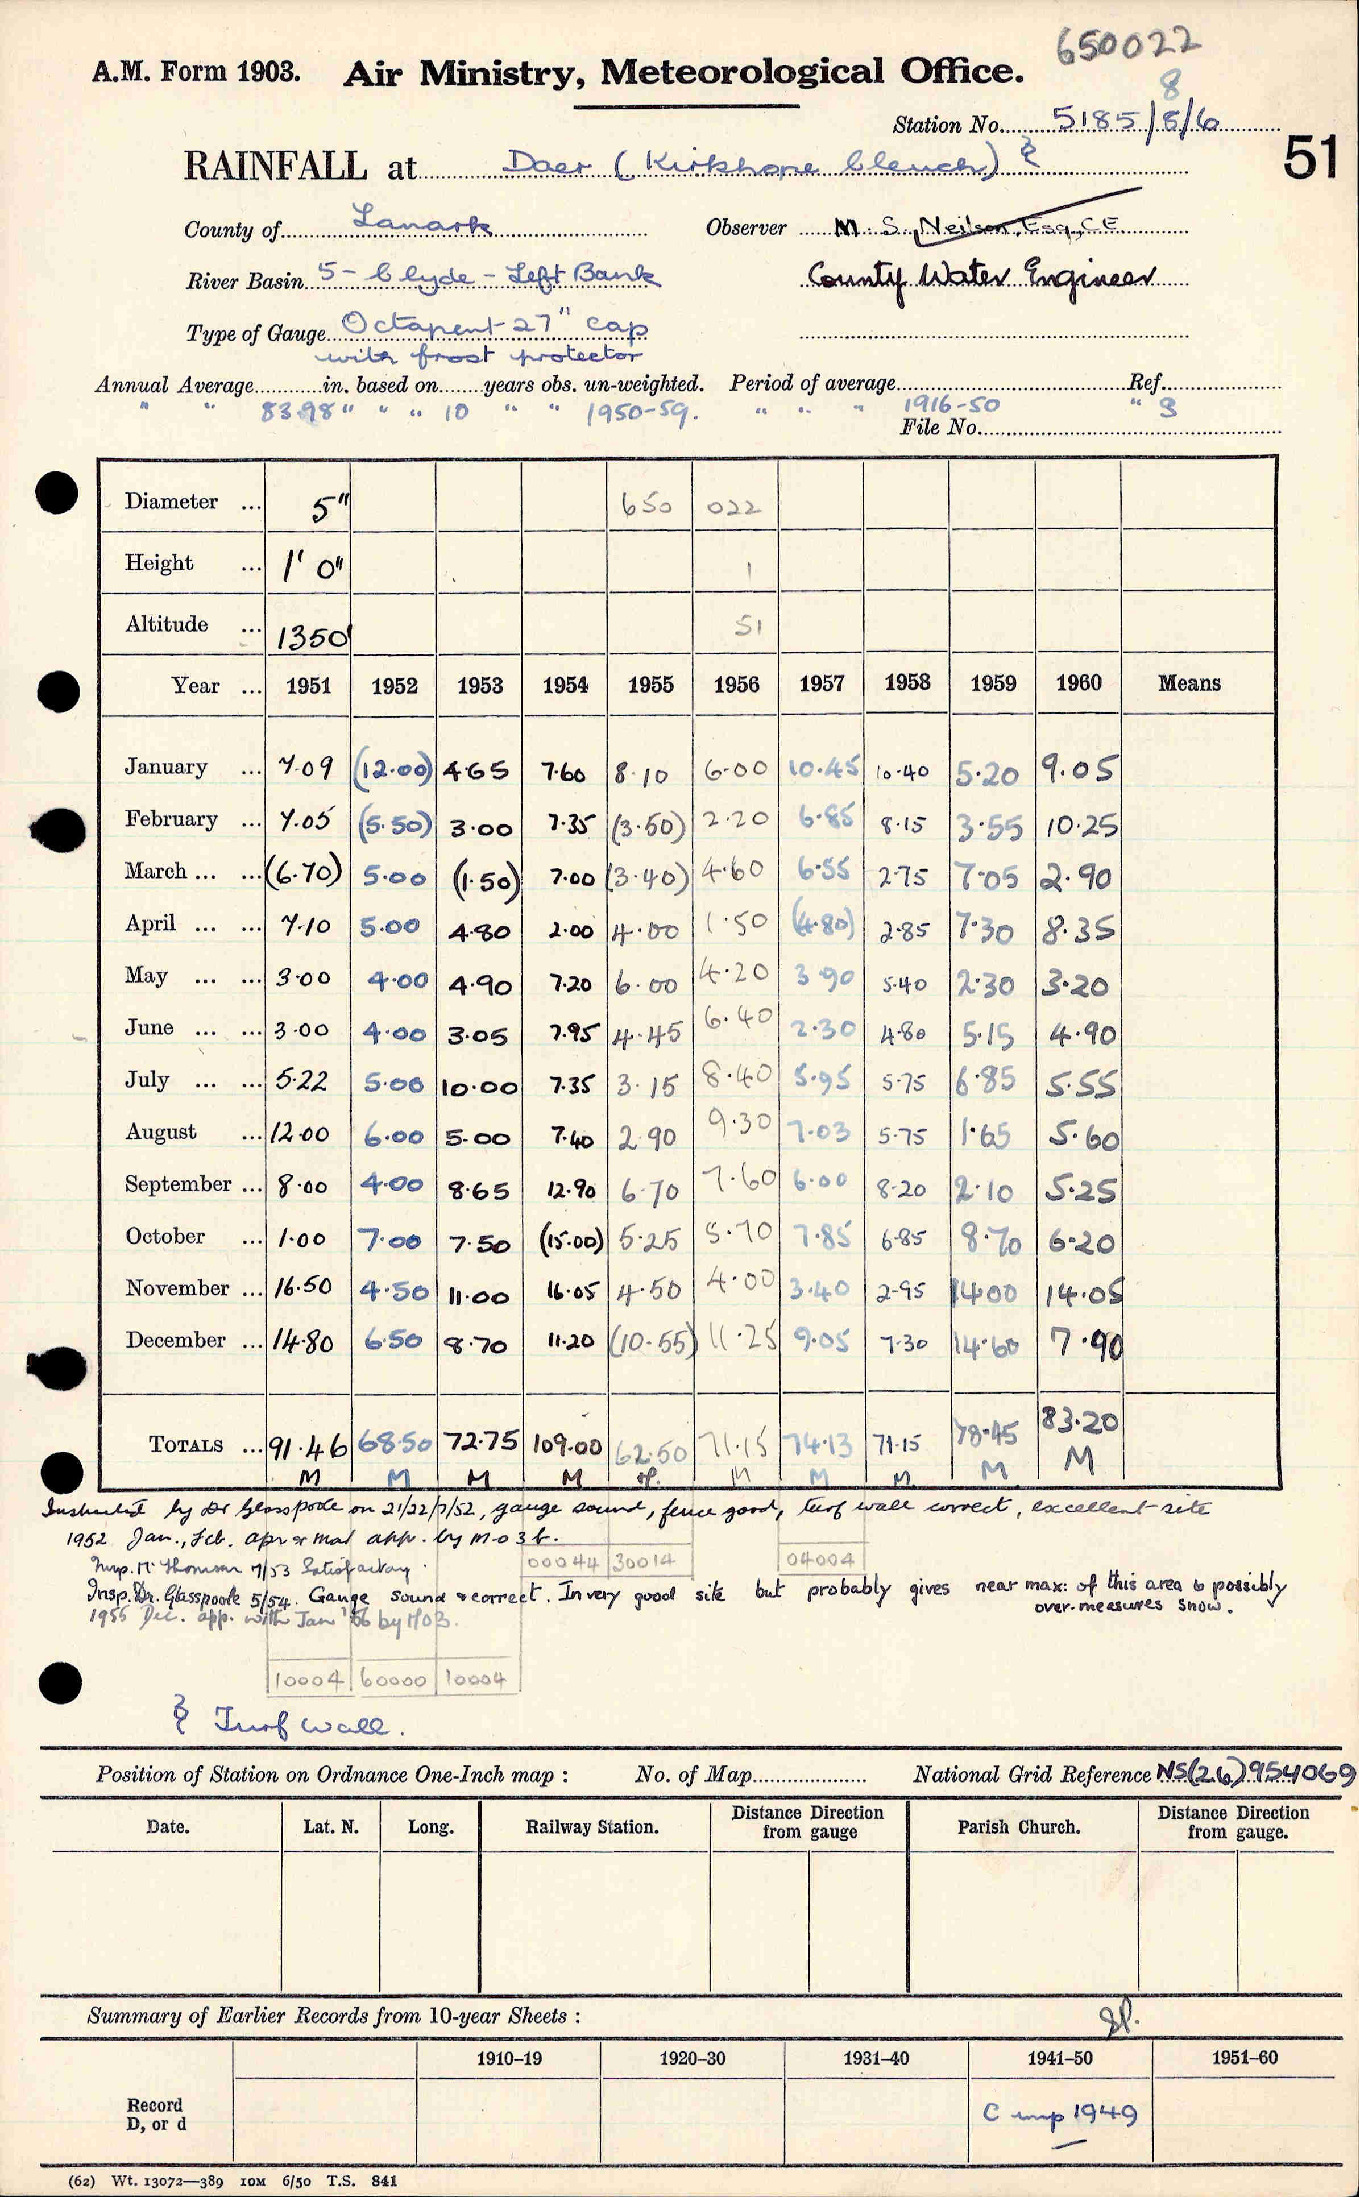 650022
A.M. Form 1903. Air Ministry, Meteorological Office.
8
Station No. 5185/8/6
51
RAINFALL at Daer (Kirkhope Cleuch) &
County of Lanark Observer M. S. Neilson, Esq., C.E.
River Basin 5 - Clyde - Left Bank County Water Engineer
Type of Gauge Octapent 27" cap
with frost protector
Annual Average in. based on years obs. un-weighted. Period of average Ref.
" " 83.98 " " " 10 " " 1950-59. " " " 1916-50 " 3
File No.
Diameter ... 5" 650 022
Height ... 1' 0" 1
Altitude ... 1350' 51
Year ... 1951 1952 1953 1954 1955 1956 1957 1958 1959 1960 Means
January ... 7.09 (12.00) 4.65 7.60 8.10 6.00 10.45 10.40 5.20 9.05
February ... 7.05 (5.50) 3.00 7.35 (3.50) 2.20 6.85 8.15 3.55 10.25
March ... ... (6.70) 5.00 (1.50) 7.00 (3.40) 4.60 6.55 2.75 7.05 2.90
April ... ... 7.10 5.00 4.80 2.00 4.00 1.50 (4.80) 2.85 7.30 8.35
May ... ... 3.00 4.00 4.90 7.20 6.00 4.20 3.90 5.40 2.30 3.20
June ... ... 3.00 4.00 3.05 7.95 4.45 6.40 2.30 4.80 5.15 4.90
July ... ... 5.22 5.00 10.00 7.35 3.15 8.40 5.95 5.75 6.85 5.55
August ... 12.00 6.00 5.00 7.40 2.90 9.30 7.03 5.75 1.65 5.60
September ... 8.00 4.00 8.65 12.90 6.70 7.60 6.00 8.20 2.10 5.25
October ... 1.00 7.00 7.50 (15.00) 5.25 5.70 7.85 6.85 8.70 6.20
November ... 16.50 4.50 11.00 16.05 4.50 4.00 3.40 2.95 14.00 14.05
December ... 14.80 6.50 8.70 11.20 (10.55) 11.25 9.05 7.30 14.60 7.90
TOTALS ... 91.46 68.50 72.75 109.00 62.50 71.15 74.13 71.15 78.45 83.20
M M M M M M M M M
by Dr Glasspoole on 21/22/7/52, gauge sound, fence good, turf wall correct, excellent site
1952 Jan., Feb. Apr & Mar app. by M.O 3 b.
Insp. Mr Thomson 7/53 Satisfactory.
00044 30014 04004
Insp. Dr. Glasspoole 5/54. Gauge sound & correct. In very good site but probably gives near max: of this area & possibly
over-measures snow.
1955 Dec. app. with Jan '56 by MO3.
10004 60000 10004
& Turf wall.
Position of Station on Ordnance One-Inch map : No. of Map National Grid Reference NS(26)954069
Date. Lat. N. Long. Railway Station. Distance Direction from gauge Parish Church. Distance Direction from gauge.
Summary of Earlier Records from 10-year Sheets :
1910–19 1920–30 1931–40 1941–50 1951–60
Record
D, or d C 1949
(62) Wt. 13072—389 10M 6/50 T.S. 841